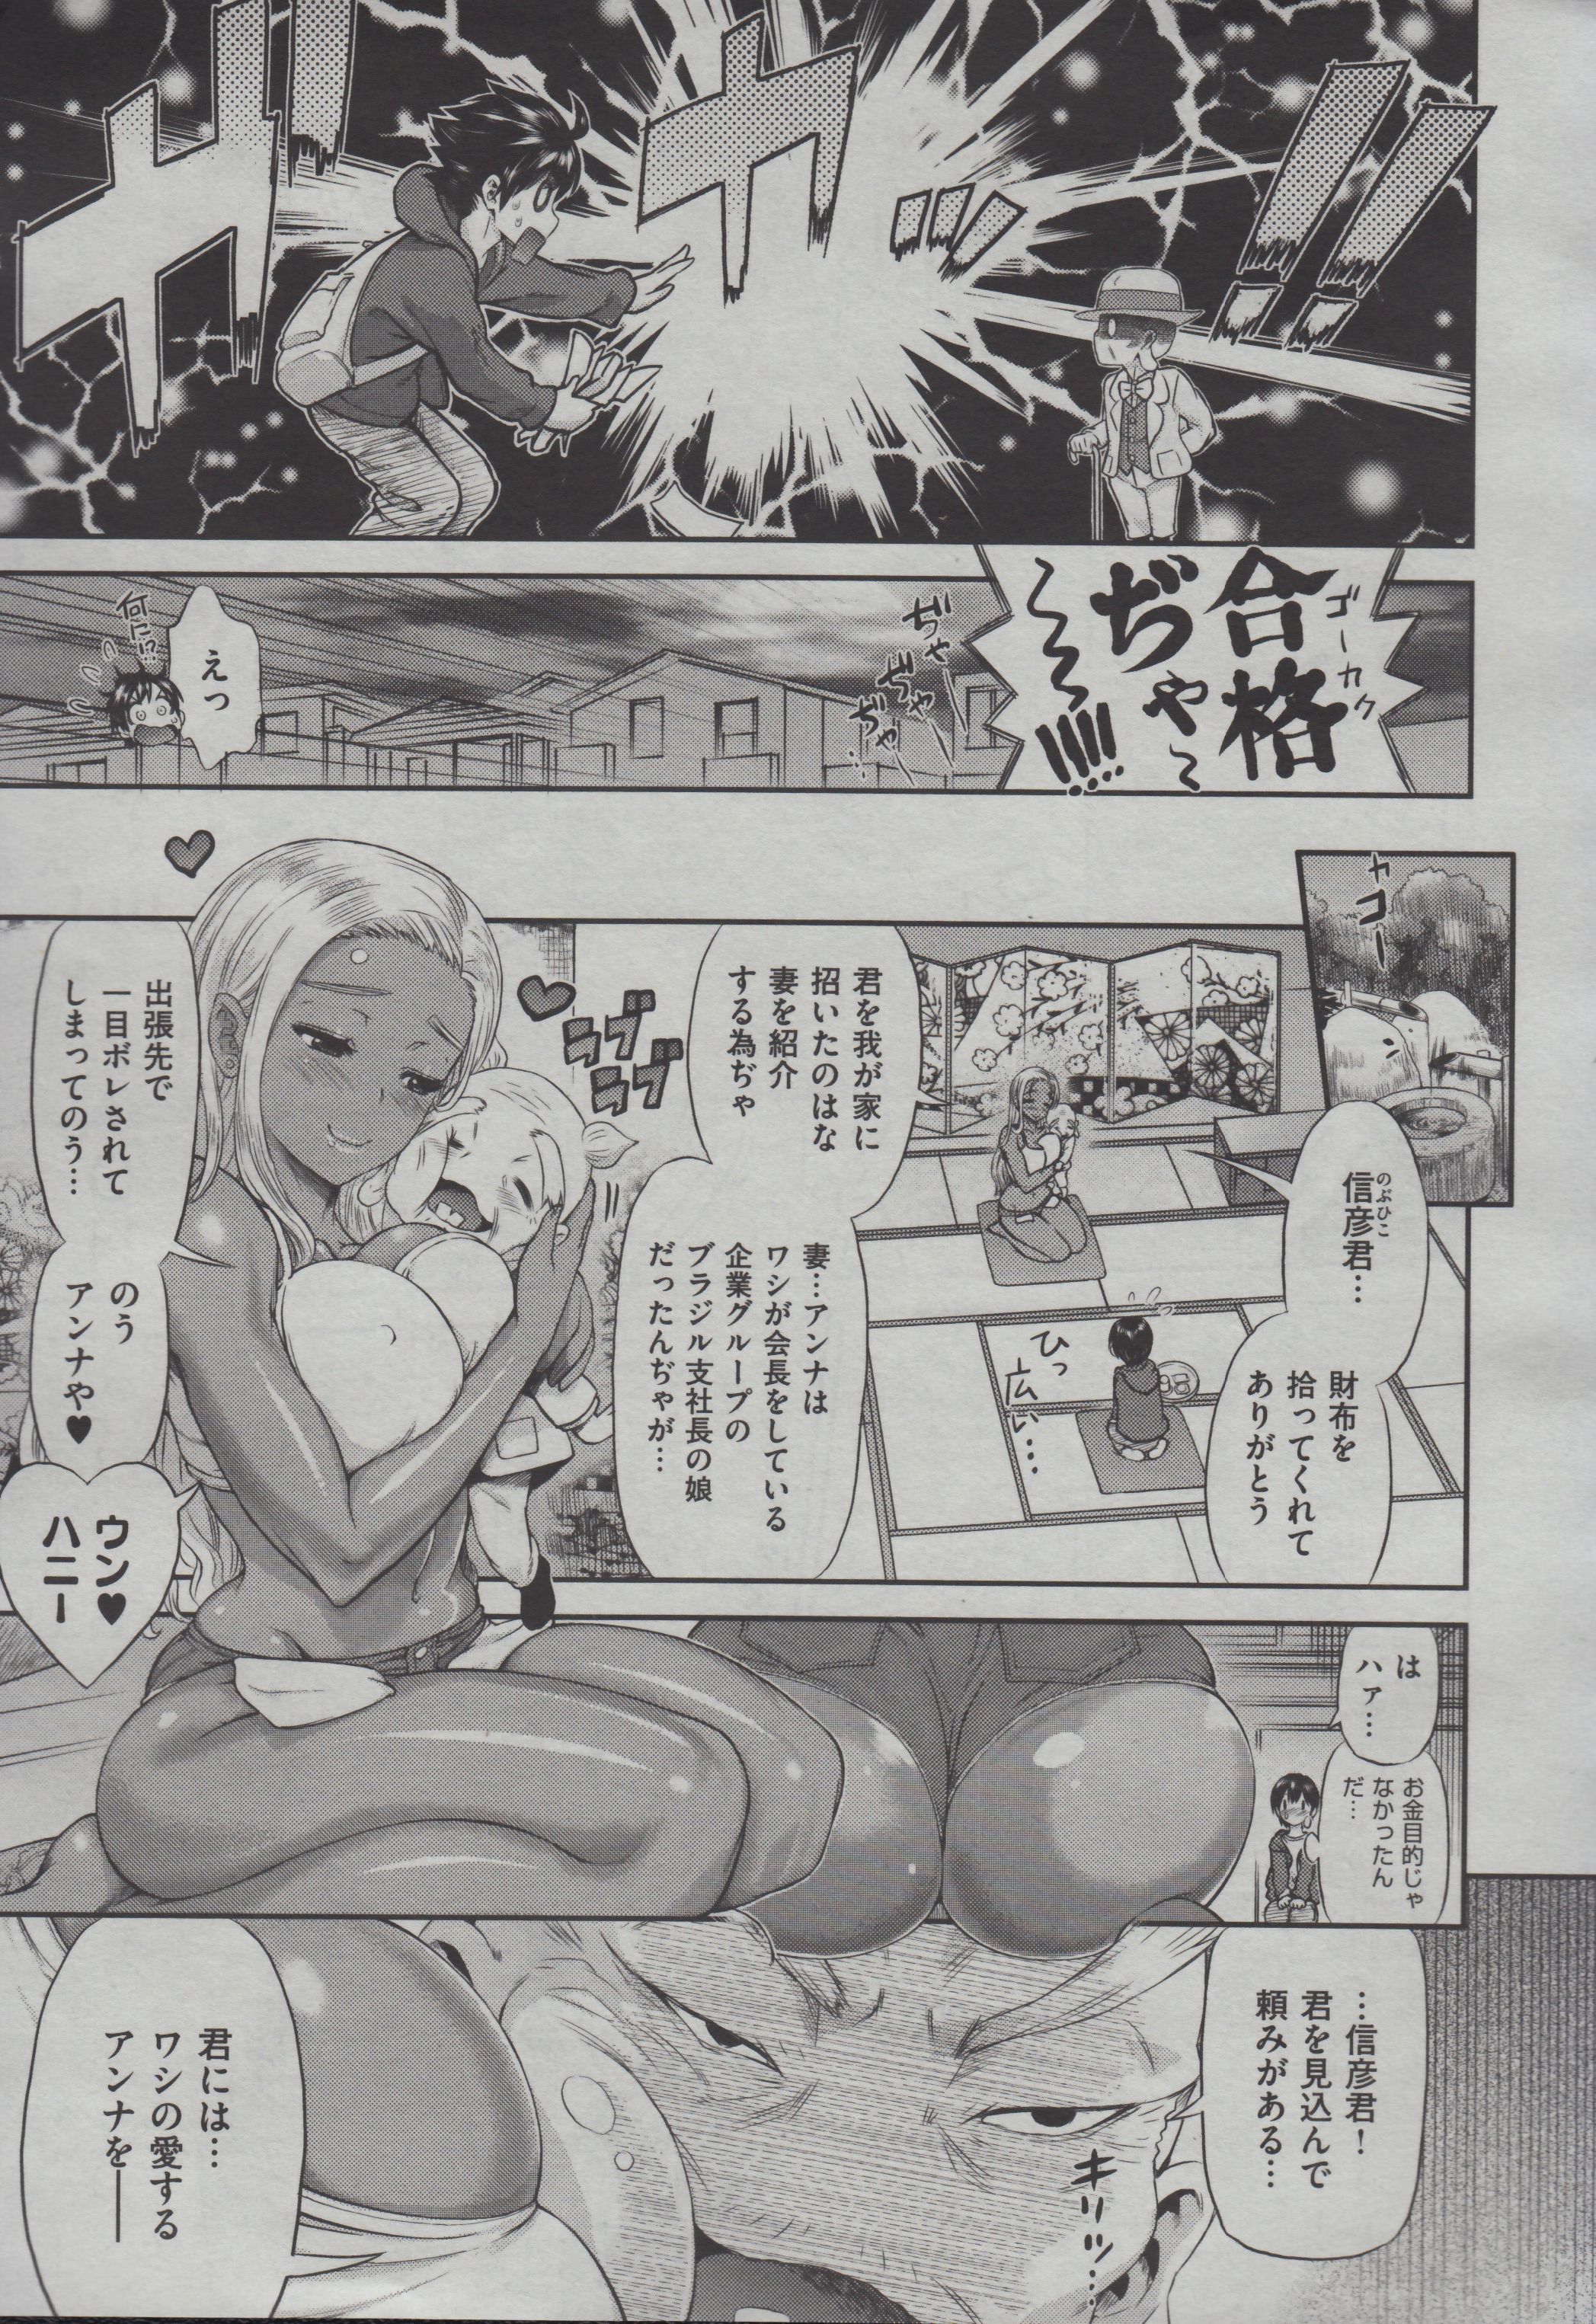 ガガガーッ!!
合格
ゴーカク
ぢゃ〜
〜〜〜!!!!
ぢゃ
ぢゃ
ぢゃ…
えっ
何に!?
カコーン
信彦君…
のぶひこ
財布を
拾ってくれて
ありがとう
ひっ
広い…
君を我が家に
招いたのはな
妻を紹介
する為ぢゃ
妻…アンナは
ワシが会長をしている
企業グループの
ブラジル支社長の娘
だったんぢゃが…
ラブ
ラブ
出張先で
一目ボレされて
しまってのう…
のう
アンナや♥
ウン♥
ハニー
は
ハァ…
お金目的じゃ
なかったん
だ…
…信彦君!
君を見込んで
頼みがある…
キリッ…
君には…
ワシの愛する
アンナを──